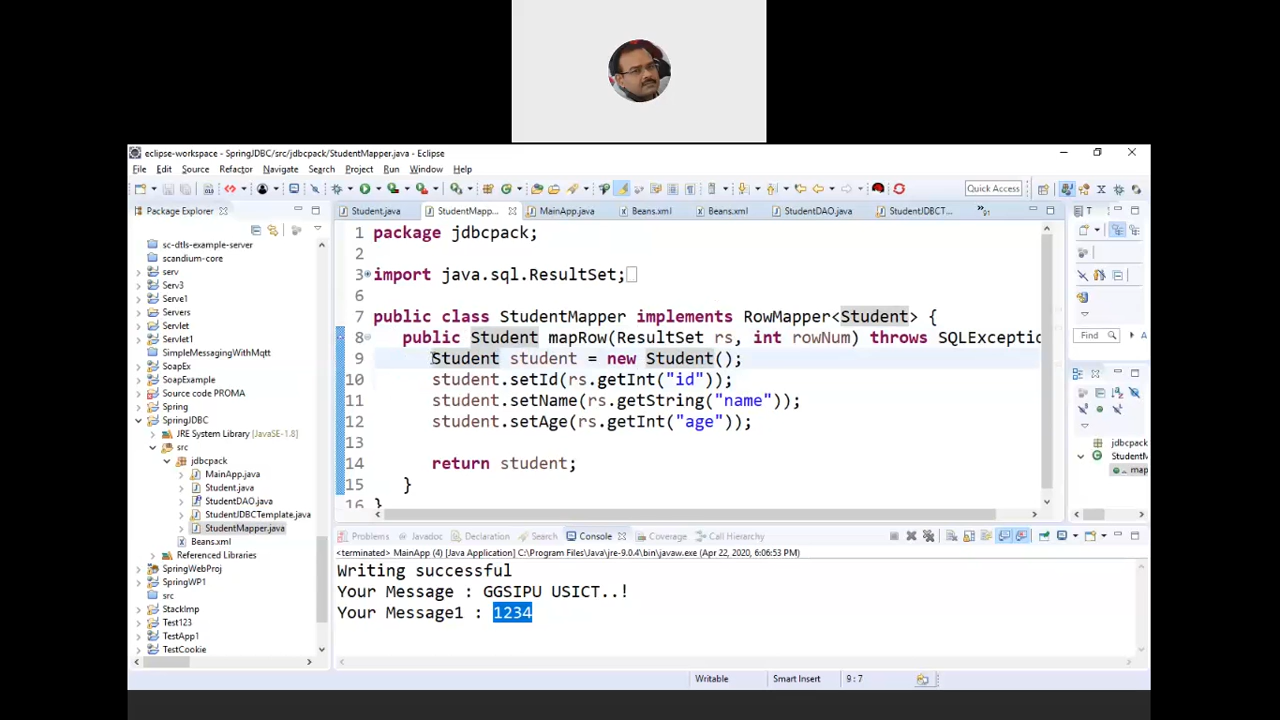 eclipse-workspace - SpringJDBC/src/jdbcpack/StudentMapper.java - Eclipse
File Edit Source Refactor Navigate Search Project Run Window Help
Quick Access
Package Explorer
Student.java StudentMapp... MainApp.java Beans.xml Beans.xml StudentDAO.java StudentJDBCT... »91
T
sc-dtls-example-server
scandium-core
serv
Serv3
Serve1
Servers
Servlet
Servlet1
SimpleMessagingWithMqtt
SoapEx
SoapExample
Source code PROMA
Spring
SpringJDBC
JRE System Library [JavaSE-1.8]
src
jdbcpack
MainApp.java
Student.java
StudentDAO.java
StudentJDBCTemplate.java
StudentMapper.java
Beans.xml
Referenced Libraries
SpringWebProj
SpringWP1
src
StackImp
Test123
TestApp1
TestCookie
1 package jdbcpack;
2
3 import java.sql.ResultSet;
6
7 public class StudentMapper implements RowMapper<Student> {
8 public Student mapRow(ResultSet rs, int rowNum) throws SQLExceptio
9 Student student = new Student();
10 student.setId(rs.getInt("id"));
11 student.setName(rs.getString("name"));
12 student.setAge(rs.getInt("age"));
13
14 return student;
15 }
16 }
Find
A
jdbcpack
StudentM
map
Problems Javadoc Declaration Search Console Coverage Call Hierarchy
<terminated> MainApp (4) [Java Application] C:\Program Files\Java\jre-9.0.4\bin\javaw.exe (Apr 22, 2020, 6:06:53 PM)
Writing successful
Your Message : GGSIPU USICT..!
Your Message1 : 1234
Writable Smart Insert 9 : 7